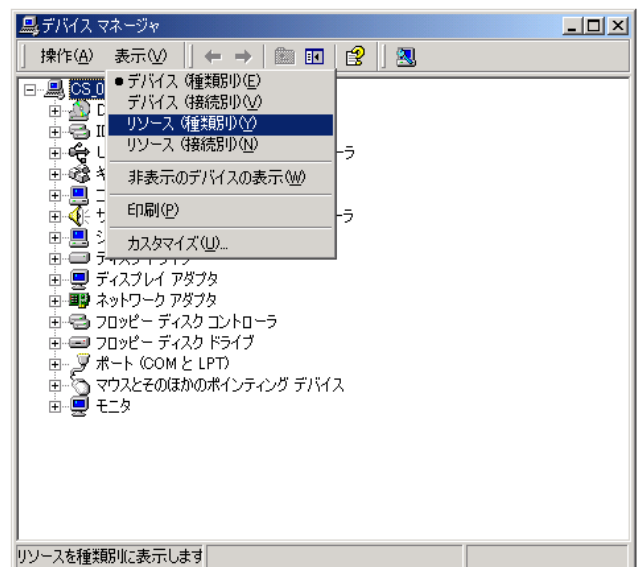 デバイス マネージャ
操作(A) 表示(V)
デバイス (種類別)(E)
デバイス (接続別)(V)
リソース (種類別)(Y)
リソース (接続別)(N)
非表示のデバイスの表示(W)
印刷(P)
カスタマイズ(U)...
CS_0
ーラ
ーラ
ディスプレイ アダプタ
ネットワーク アダプタ
フロッピー ディスク コントローラ
フロッピー ディスク ドライブ
ポート (COM と LPT)
マウスとそのほかのポインティング デバイス
モニタ
リソースを種類別に表示します